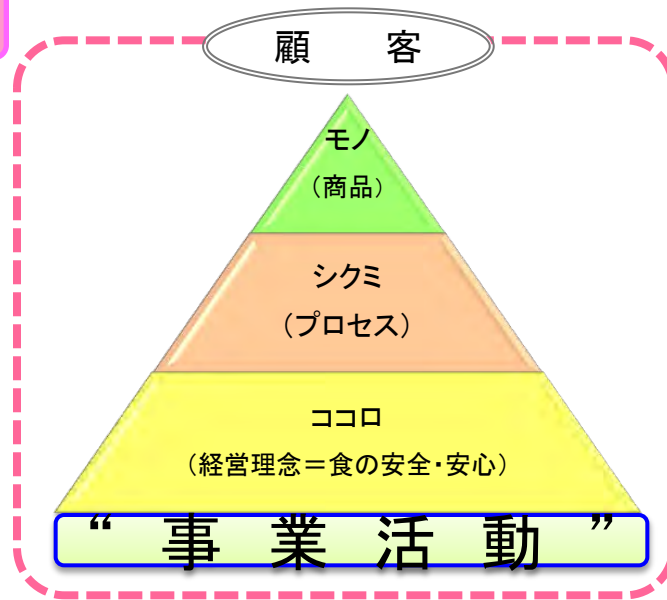 顧　客
モノ
（商品）
シクミ
（プロセス）
ココロ
（経営理念＝食の安全・安心）
“事業活動”